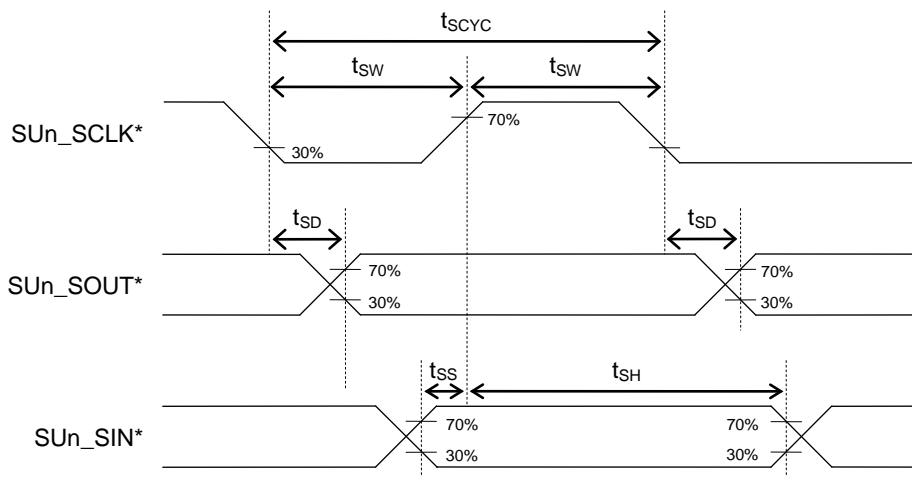 tSCYC
tSW tSW
SUn_SCLK*
70%
30%
tSD tSD
SUn_SOUT*
70% 70%
30% 30%
tSS tSH
SUn_SIN*
70% 70%
30% 30%